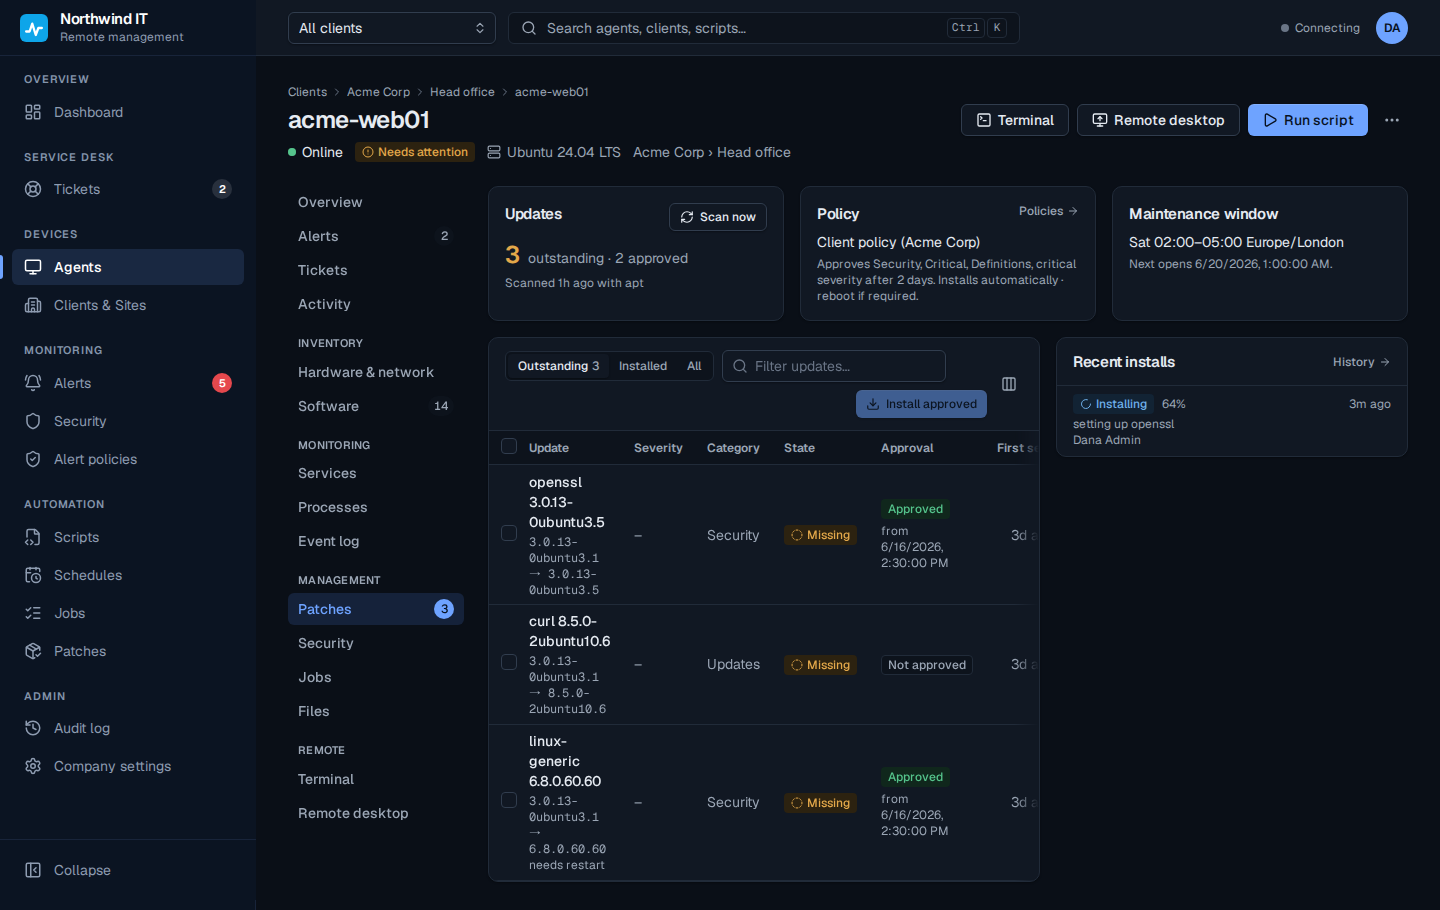 Northwind IT
Remote management
All clients
Search agents, clients, scripts...
Ctrl K
Connecting
DA
OVERVIEW
Dashboard
SERVICE DESK
Tickets 2
DEVICES
Agents
Clients & Sites
MONITORING
Alerts 5
Security
Alert policies
AUTOMATION
Scripts
Schedules
Jobs
Patches
ADMIN
Audit log
Company settings
Collapse
Clients > Acme Corp > Head office > acme-web01
acme-web01
Terminal
Remote desktop
Run script
Online
Needs attention
Ubuntu 24.04 LTS
Acme Corp › Head office
Overview
Alerts 2
Tickets
Activity
INVENTORY
Hardware & network
Software 14
MONITORING
Services
Processes
Event log
MANAGEMENT
Patches 3
Security
Jobs
Files
REMOTE
Terminal
Remote desktop
Updates
Scan now
3 outstanding · 2 approved
Scanned 1h ago with apt
Policy
Policies →
Client policy (Acme Corp)
Approves Security, Critical, Definitions, critical
severity after 2 days. Installs automatically ·
reboot if required.
Maintenance window
Sat 02:00–05:00 Europe/London
Next opens 6/20/2026, 1:00:00 AM.
Outstanding 3
Installed
All
Filter updates...
Install approved
Update Severity Category State Approval First se
openssl
3.0.13-
0ubuntu3.5
3.0.13-
0ubuntu3.1
→ 3.0.13-
0ubuntu3.5
–
Security
Missing
Approved
from
6/16/2026,
2:30:00 PM
3d a
curl 8.5.0-
2ubuntu10.6
3.0.13-
0ubuntu3.1
→ 8.5.0-
2ubuntu10.6
–
Updates
Missing
Not approved
3d a
linux-
generic
6.8.0.60.60
3.0.13-
0ubuntu3.1
→
6.8.0.60.60
needs restart
–
Security
Missing
Approved
from
6/16/2026,
2:30:00 PM
3d a
Recent installs
History →
Installing 64% 3m ago
setting up openssl
Dana Admin